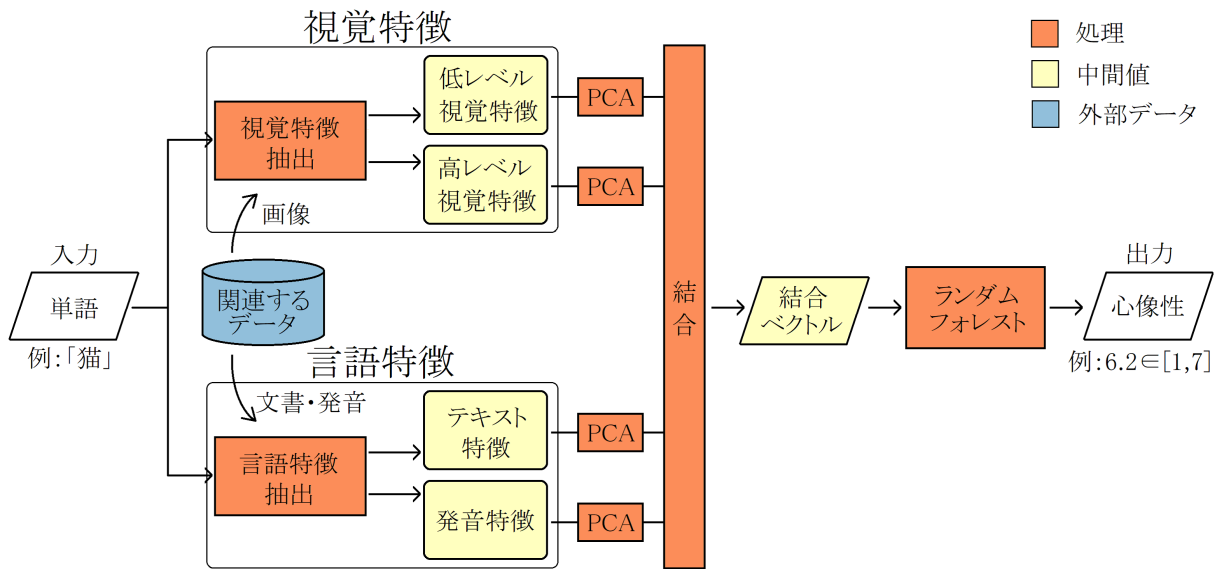 視覚特徴
処理
中間値
外部データ
低レベル
視覚特徴
PCA
視覚特徴
抽出
高レベル
視覚特徴
PCA
画像
入力
単語
例:「猫」
関連する
データ
結
合
結合
ベクトル
ランダム
フォレスト
出力
心像性
例:6.2∈[1,7]
言語特徴
文書・発音
テキスト
特徴
PCA
言語特徴
抽出
発音特徴
PCA